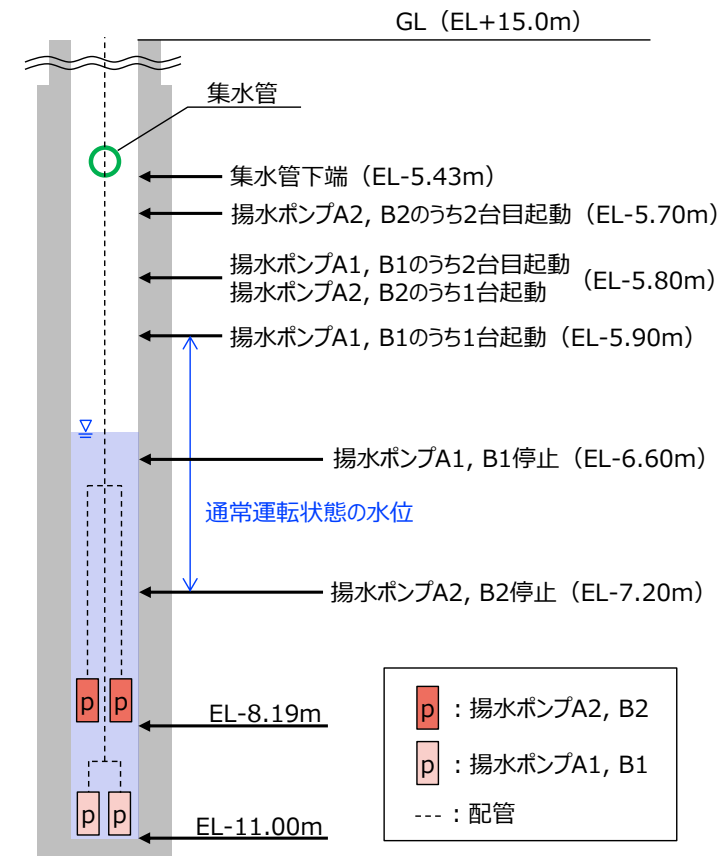 GL（EL+15.0m）
集水管
集水管下端（EL-5.43m）
揚水ポンプA2, B2のうち2台目起動（EL-5.70m）
揚水ポンプA1, B1のうち2台目起動
揚水ポンプA2, B2のうち1台起動
（EL-5.80m）
揚水ポンプA1, B1のうち1台起動（EL-5.90m）
揚水ポンプA1, B1停止（EL-6.60m）
通常運転状態の水位
揚水ポンプA2, B2停止（EL-7.20m）
p p
EL-8.19m
p p
EL-11.00m
p：揚水ポンプA2, B2
p：揚水ポンプA1, B1
---：配管